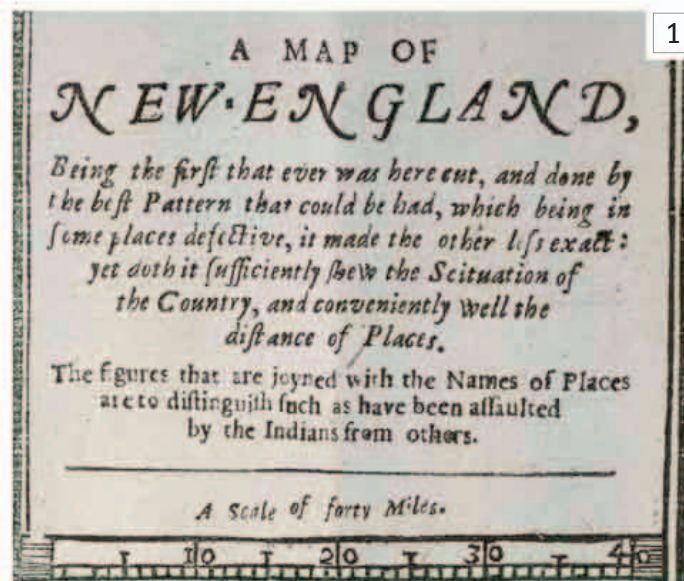 1
A MAP OF
NEW·ENGLAND,
Being the firſt that ever was here cut, and done by
the beſt Pattern that could be had, which being in
ſome places defective, it made the other leſs exact:
yet doth it ſufficiently ſhew the Scituation of
the Country, and conveniently well the
diſtance of Places.
The figures that are joyned with the Names of Places
are to diſtinguiſh ſuch as have been aſſaulted
by the Indians from others.
A Scale of forty Miles.
10 20 30 40